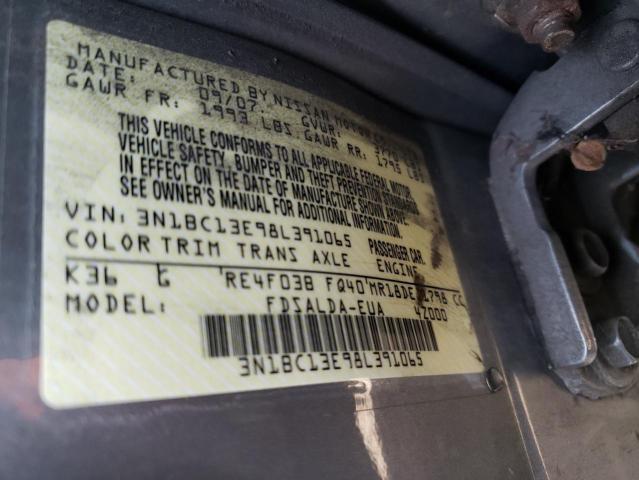 MANUFACTURED BY NISSAN MOTOR
DATE: 09/07 GVWR:
GAWR FR: 1993 LBS GAWR RR: 1795 LBS
THIS VEHICLE CONFORMS TO ALL APPLICABLE FEDERAL MOTOR
VEHICLE SAFETY, BUMPER AND THEFT PREVENTION STANDARDS
IN EFFECT ON THE DATE OF MANUFACTURE SHOWN ABOVE.
SEE OWNER'S MANUAL FOR ADDITIONAL INFORMATION.
VIN: 3N1BC13E98L391065 PASSENGER CAR
COLOR TRIM TRANS AXLE ENGINE
K36 G RE4F03B FQ40 MR18DE 1798 CC
MODEL: FDSALDA-EUA 4Z000
3N1BC13E98L391065